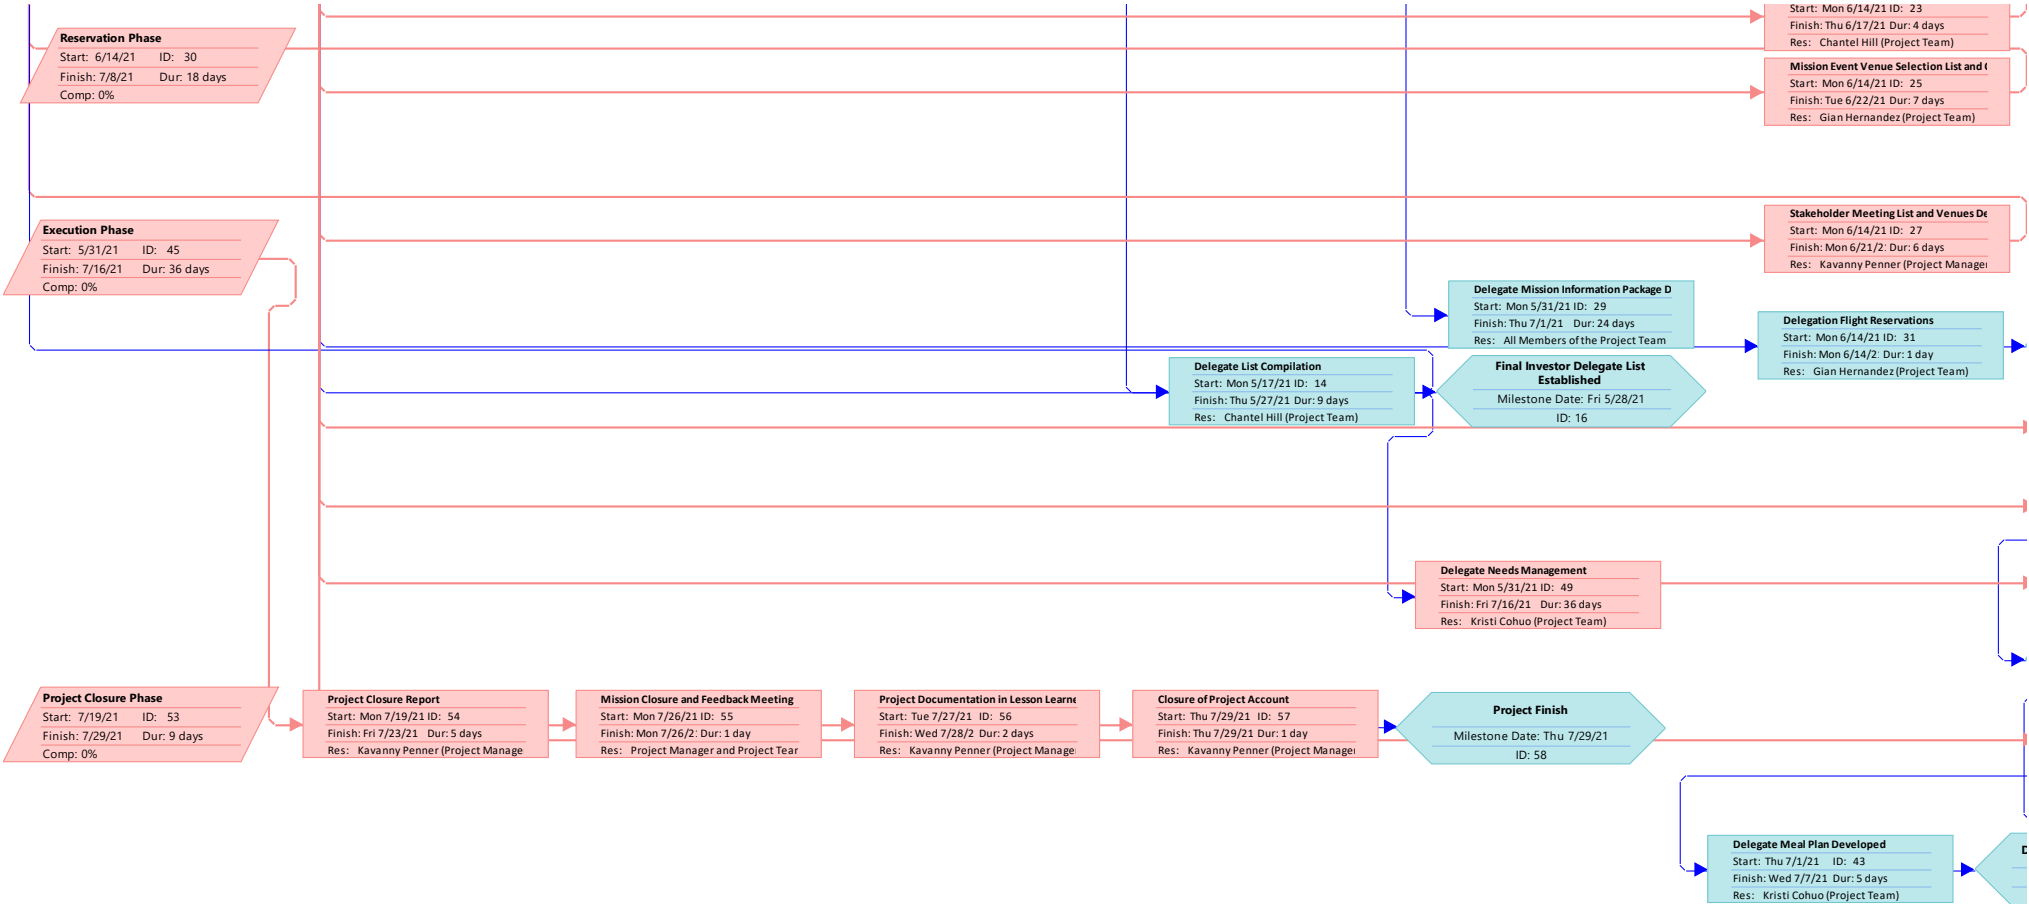 Start: Mon 6/14/21 ID: 23
Finish: Thu 6/17/21 Dur: 4 days
Res: Chantel Hill (Project Team)
Reservation Phase
Start: 6/14/21 ID: 30
Finish: 7/8/21 Dur: 18 days
Comp: 0%
Mission Event Venue Selection List and
Start: Mon 6/14/21 ID: 25
Finish: Tue 6/22/21 Dur: 7 days
Res: Gian Hernandez (Project Team)
Execution Phase
Start: 5/31/21 ID: 45
Finish: 7/16/21 Dur: 36 days
Comp: 0%
Stakeholder Meeting List and Venues De
Start: Mon 6/14/21 ID: 27
Finish: Mon 6/21/2 Dur: 6 days
Res: Kavanny Penner (Project Manager
Delegate Mission Information Package D
Start: Mon 5/31/21 ID: 29
Finish: Thu 7/1/21 Dur: 24 days
Res: All Members of the Project Team
Delegation Flight Reservations
Start: Mon 6/14/21 ID: 31
Finish: Mon 6/14/2 Dur: 1 day
Res: Gian Hernandez (Project Team)
Delegate List Compilation
Start: Mon 5/17/21 ID: 14
Finish: Thu 5/27/21 Dur: 9 days
Res: Chantel Hill (Project Team)
Final Investor Delegate List
Established
Milestone Date: Fri 5/28/21
ID: 16
Delegate Needs Management
Start: Mon 5/31/21 ID: 49
Finish: Fri 7/16/21 Dur: 36 days
Res: Kristi Cohuo (Project Team)
Project Closure Phase
Start: 7/19/21 ID: 53
Finish: 7/29/21 Dur: 9 days
Comp: 0%
Project Closure Report
Start: Mon 7/19/21 ID: 54
Finish: Fri 7/23/21 Dur: 5 days
Res: Kavanny Penner (Project Manage
Mission Closure and Feedback Meeting
Start: Mon 7/26/21 ID: 55
Finish: Mon 7/26/2 Dur: 1 day
Res: Project Manager and Project Tear
Project Documentation in Lesson Learne
Start: Tue 7/27/21 ID: 56
Finish: Wed 7/28/2 Dur: 2 days
Res: Kavanny Penner (Project Manager
Closure of Project Account
Start: Thu 7/29/21 ID: 57
Finish: Thu 7/29/21 Dur: 1 day
Res: Kavanny Penner (Project Manager
Project Finish
Milestone Date: Thu 7/29/21
ID: 58
Delegate Meal Plan Developed
Start: Thu 7/1/21 ID: 43
Finish: Wed 7/7/21 Dur: 5 days
Res: Kristi Cohuo (Project Team)